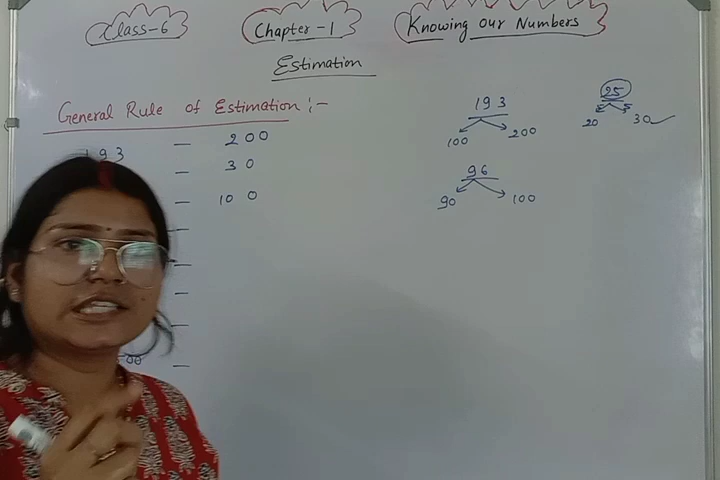 Class-6
Chapter-1
Knowing Our Numbers
Estimation
General Rule of Estimation :-
193 — 200
— 30
— 100
—
—
—
00 —
193
100 200
96
90 100
25
20 30 ✓